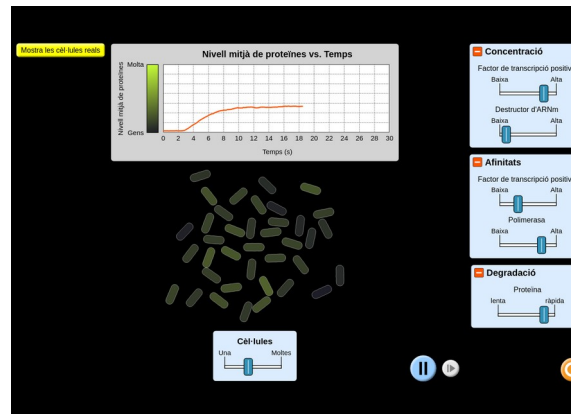 Mostra les cèl·lules reals
Nivell mitjà de proteïnes vs. Temps
Molta
Nivell mitjà de proteïnes
Gens
0 2 4 6 8 10 12 14 16 18 20 22 24 26 28 30
Temps (s)
Concentració
Factor de transcripció positiv
Baixa Alta
Destructor d'ARNm
Baixa Alta
Afinitats
Factor de transcripció positiv
Baixa Alta
Polimerasa
Baixa Alta
Degradació
Proteïna
lenta ràpida
Cèl·lules
Una Moltes